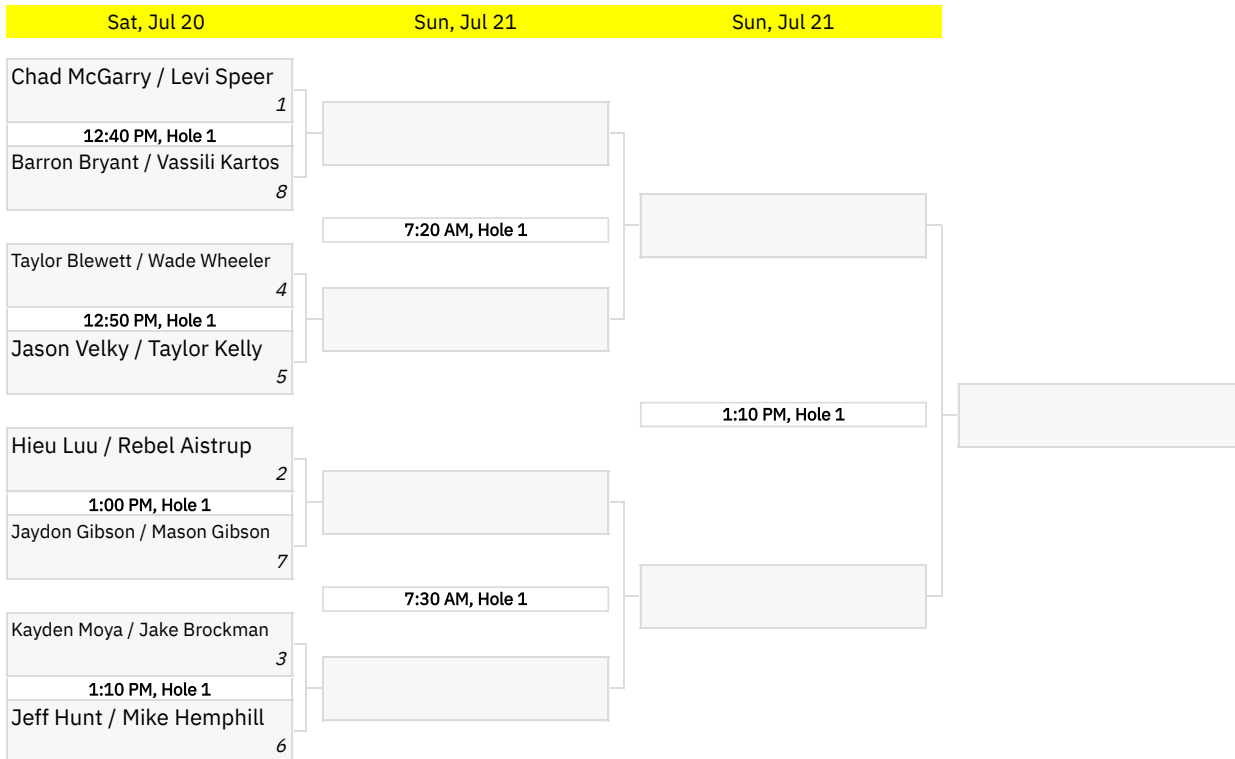 Sat, Jul 20
Sun, Jul 21
Sun, Jul 21
Chad McGarry / Levi Speer
1
12:40 PM, Hole 1
Barron Bryant / Vassili Kartos
8
7:20 AM, Hole 1
Taylor Blewett / Wade Wheeler
4
12:50 PM, Hole 1
Jason Velky / Taylor Kelly
5
1:10 PM, Hole 1
Hieu Luu / Rebel Aistrup
2
1:00 PM, Hole 1
Jaydon Gibson / Mason Gibson
7
7:30 AM, Hole 1
Kayden Moya / Jake Brockman
3
1:10 PM, Hole 1
Jeff Hunt / Mike Hemphill
6